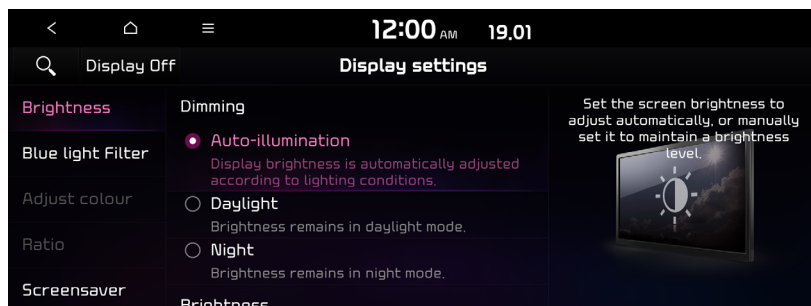 12:00 AM 19.01
Display Off
Display settings
Brightness
Blue light Filter
Adjust colour
Ratio
Screensaver
Dimming
Auto-illumination
Display brightness is automatically adjusted
according to lighting conditions.
Daylight
Brightness remains in daylight mode.
Night
Brightness remains in night mode.
Brightness
Set the screen brightness to
adjust automatically, or manually
set it to maintain a brightness
level.